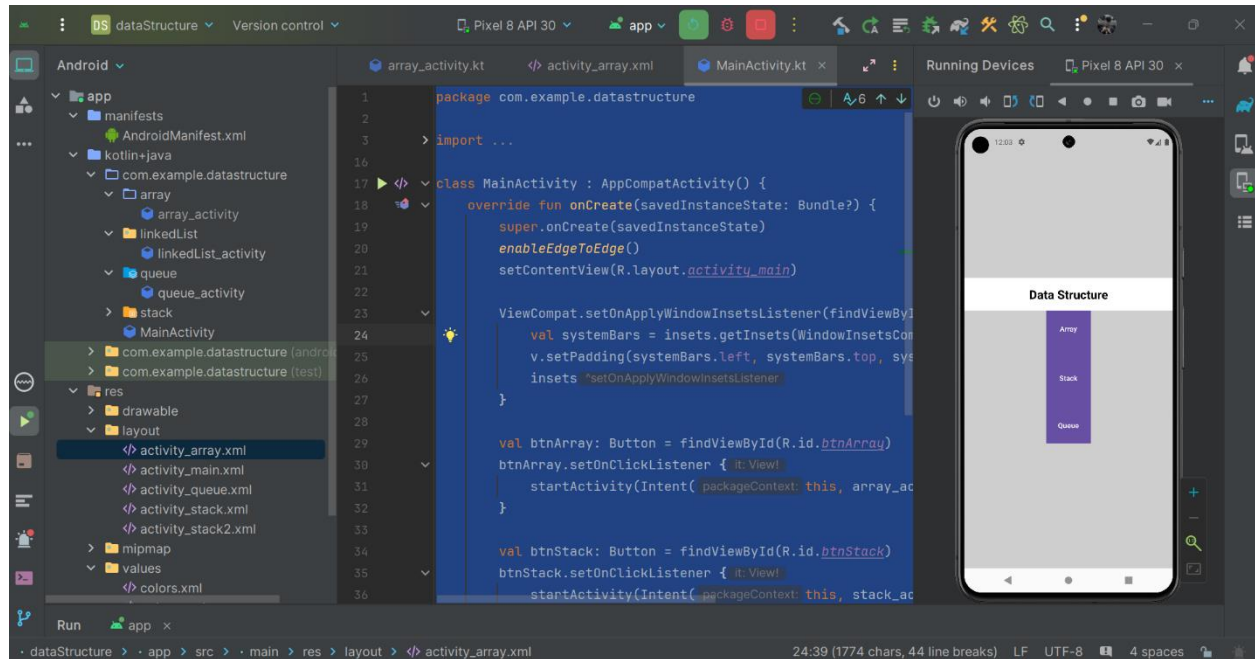 DS dataStructure Version control Pixel 8 API 30 app
Android
array_activity.kt </> activity_array.xml MainActivity.kt
Running Devices Pixel 8 API 30
app
manifests
AndroidManifest.xml
kotlin+java
com.example.datastructure
array
array_activity
linkedList
linkedList_activity
queue
queue_activity
stack
MainActivity
com.example.datastructure (androi
com.example.datastructure (test)
res
drawable
layout
</> activity_array.xml
</> activity_main.xml
</> activity_queue.xml
</> activity_stack.xml
</> activity_stack2.xml
mipmap
values
</> colors.xml
1 package com.example.datastructure 6
2
3 import ...
16
17 </> class MainActivity : AppCompatActivity() {
18 override fun onCreate(savedInstanceState: Bundle?) {
19 super.onCreate(savedInstanceState)
20 enableEdgeToEdge()
21 setContentView(R.layout.activity_main)
22
23 ViewCompat.setOnApplyWindowInsetsListener(findViewByI
24 val systemBars = insets.getInsets(WindowInsetsCom
25 v.setPadding(systemBars.left, systemBars.top, sys
26 insets ^setOnApplyWindowInsetsListener
27 }
28
29 val btnArray: Button = findViewById(R.id.btnArray)
30 btnArray.setOnClickListener { it: View!
31 startActivity(Intent( packageContext: this, array_ac
32 }
33
34 val btnStack: Button = findViewById(R.id.btnStack)
35 btnStack.setOnClickListener { it: View!
36 startActivity(Intent( packageContext: this, stack_ac
Data Structure
Array
Stack
Queue
Run app
dataStructure > app > src > main > res > layout > </> activity_array.xml
24:39 (1774 chars, 44 line breaks) LF UTF-8 4 spaces